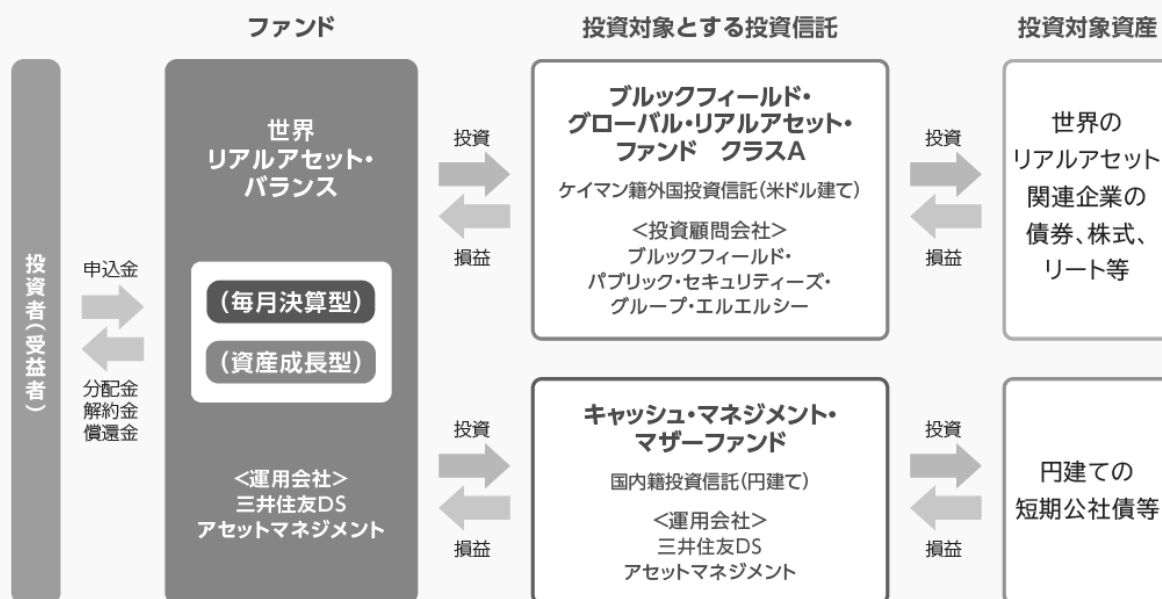 ファンド
投資対象とする投資信託
投資対象資産
投資者(受益者)
申込金
分配金
解約金
償還金
世界
リアルアセット・
バランス
(毎月決算型)
(資産成長型)
<運用会社>
三井住友DS
アセットマネジメント
投資
損益
ブルックフィールド・
グローバル・リアルアセット・
ファンド クラスA
ケイマン籍外国投資信託(米ドル建て)
<投資顧問会社>
ブルックフィールド・
パブリック・セキュリティーズ・
グループ・エルエルシー
投資
損益
世界の
リアルアセット
関連企業の
債券、株式、
リート等
投資
損益
キャッシュ・マネジメント・
マザーファンド
国内籍投資信託(円建て)
<運用会社>
三井住友DS
アセットマネジメント
投資
損益
円建ての
短期公社債等